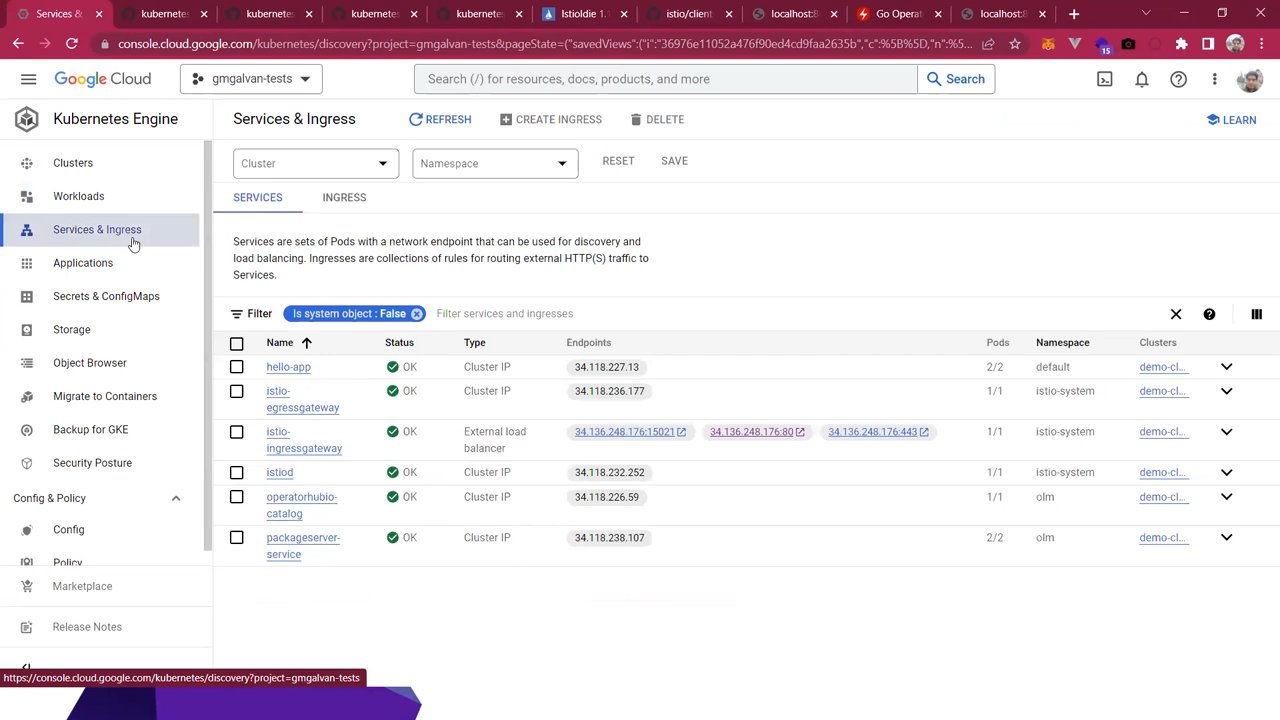 Services &
kubernetes
kubernetes
kubernetes
kubernetes
IstioIdie 1.
istio/client
localhost:8
Go Operat
localhost:8
console.cloud.google.com/kubernetes/discovery?project=gmgalvan-tests&pageState=("savedViews":("i":"36976e11052a476f90ed4cd9faa2635b","c":%5B%5D,"n":%...
15
Google Cloud
gmgalvan-tests
Search (/) for resources, docs, products, and more
Search
Kubernetes Engine
Services & Ingress
REFRESH
CREATE INGRESS
DELETE
LEARN
Clusters
Workloads
Services & Ingress
Applications
Secrets & ConfigMaps
Storage
Object Browser
Migrate to Containers
Backup for GKE
Security Posture
Config & Policy
Config
Policy
Marketplace
Release Notes
Cluster
Namespace
RESET
SAVE
SERVICES
INGRESS
Services are sets of Pods with a network endpoint that can be used for discovery and
load balancing. Ingresses are collections of rules for routing external HTTP(S) traffic to
Services.
Filter
Is system object : False
Filter services and ingresses
Name Status Type Endpoints Pods Namespace Clusters
hello-app OK Cluster IP 34.118.227.13 2/2 default demo-cl...
istio-
egressgateway OK Cluster IP 34.118.236.177 1/1 istio-system demo-cl...
istio-
ingressgateway OK External load
balancer 34.136.248.176:15021 34.136.248.176:80 34.136.248.176:443 1/1 istio-system demo-cl...
istiod OK Cluster IP 34.118.232.252 1/1 istio-system demo-cl...
operatorhubio-
catalog OK Cluster IP 34.118.226.59 1/1 olm demo-cl...
packageserver-
service OK Cluster IP 34.118.238.107 2/2 olm demo-cl...
https://console.cloud.google.com/kubernetes/discovery?project=gmgalvan-tests